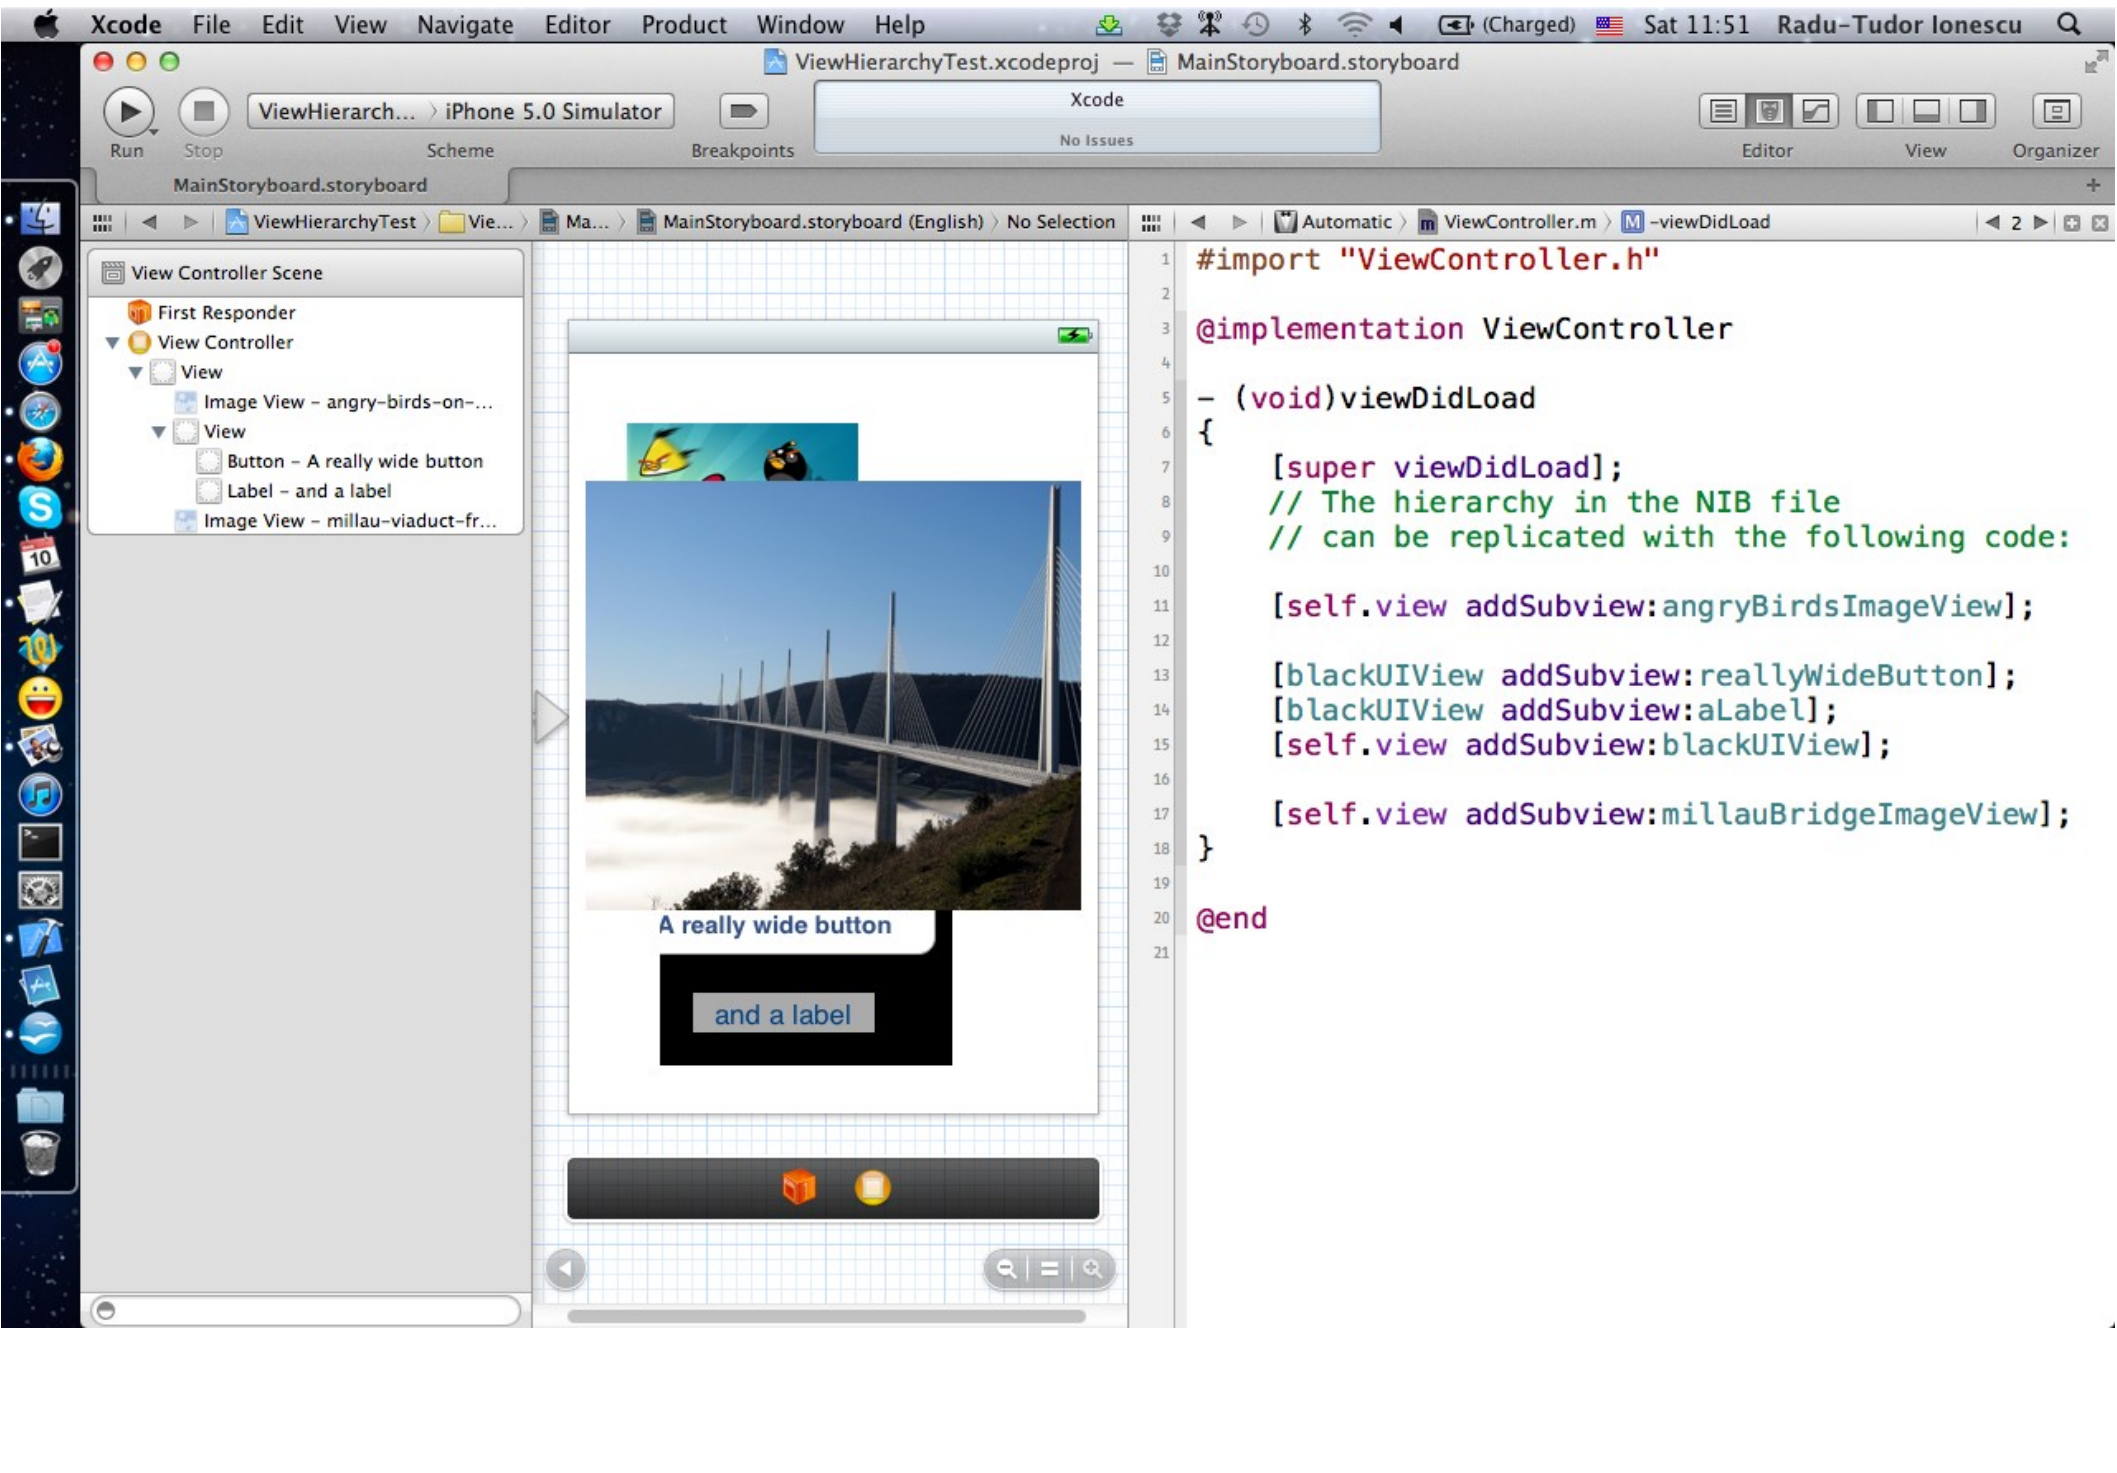 Xcode File Edit View Navigate Editor Product Window Help (Charged) Sat 11:51 Radu-Tudor Ionescu
ViewHierarchyTest.xcodeproj — MainStoryboard.storyboard
ViewHierarch... iPhone 5.0 Simulator
Xcode
No Issues
Run Stop Scheme Breakpoints Editor View Organizer
MainStoryboard.storyboard
ViewHierarchyTest Vie... Ma... MainStoryboard.storyboard (English) No Selection
Automatic ViewController.m M -viewDidLoad 2
View Controller Scene
First Responder
View Controller
View
Image View – angry-birds-on-...
View
Button – A really wide button
Label – and a label
Image View – millau-viaduct-fr...
10
A really wide button
and a label
1 #import "ViewController.h"
2
3 @implementation ViewController
4
5 - (void)viewDidLoad
6 {
7 [super viewDidLoad];
8 // The hierarchy in the NIB file
9 // can be replicated with the following code:
10
11 [self.view addSubview:angryBirdsImageView];
12
13 [blackUIView addSubview:reallyWideButton];
14 [blackUIView addSubview:aLabel];
15 [self.view addSubview:blackUIView];
16
17 [self.view addSubview:millauBridgeImageView];
18 }
19
20 @end
21